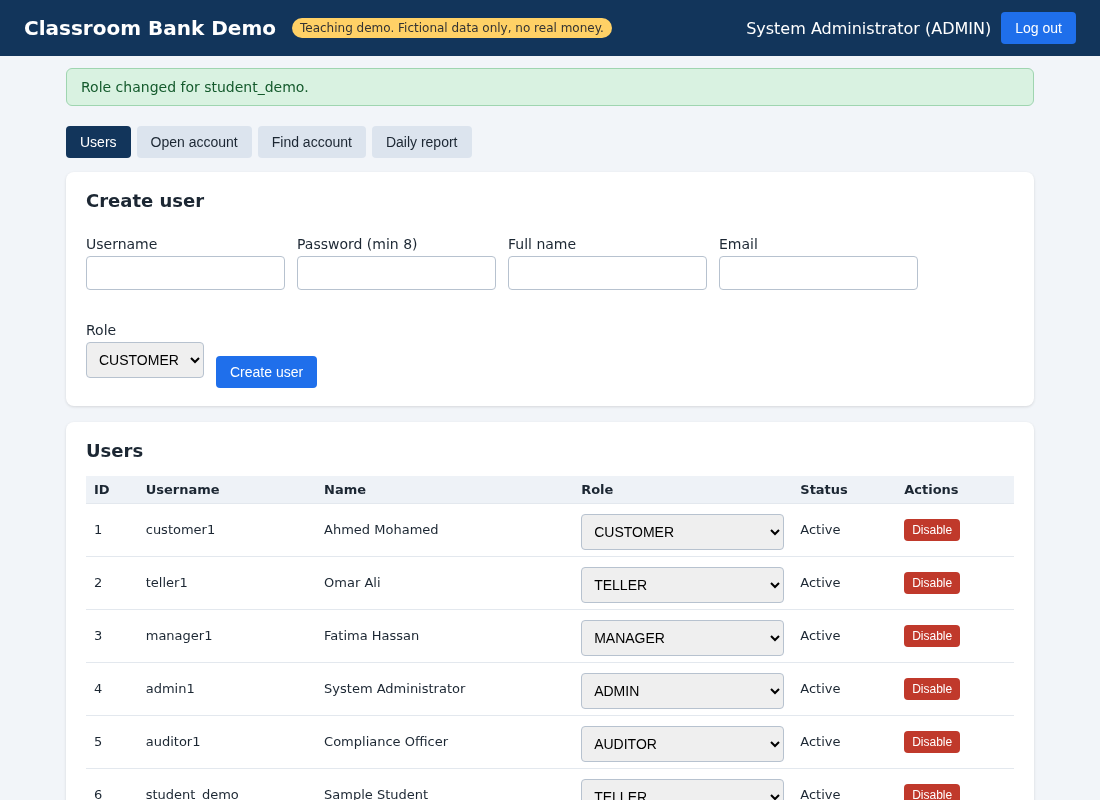 Classroom Bank Demo Teaching demo. Fictional data only, no real money. System Administrator (ADMIN) Log out
Role changed for student_demo.
Users Open account Find account Daily report
Create user
Username Password (min 8) Full name Email
Role
CUSTOMER Create user
Users
ID Username Name Role Status Actions
1 customer1 Ahmed Mohamed CUSTOMER Active Disable
2 teller1 Omar Ali TELLER Active Disable
3 manager1 Fatima Hassan MANAGER Active Disable
4 admin1 System Administrator ADMIN Active Disable
5 auditor1 Compliance Officer AUDITOR Active Disable
6 student_demo Sample Student TELLER Active Disable